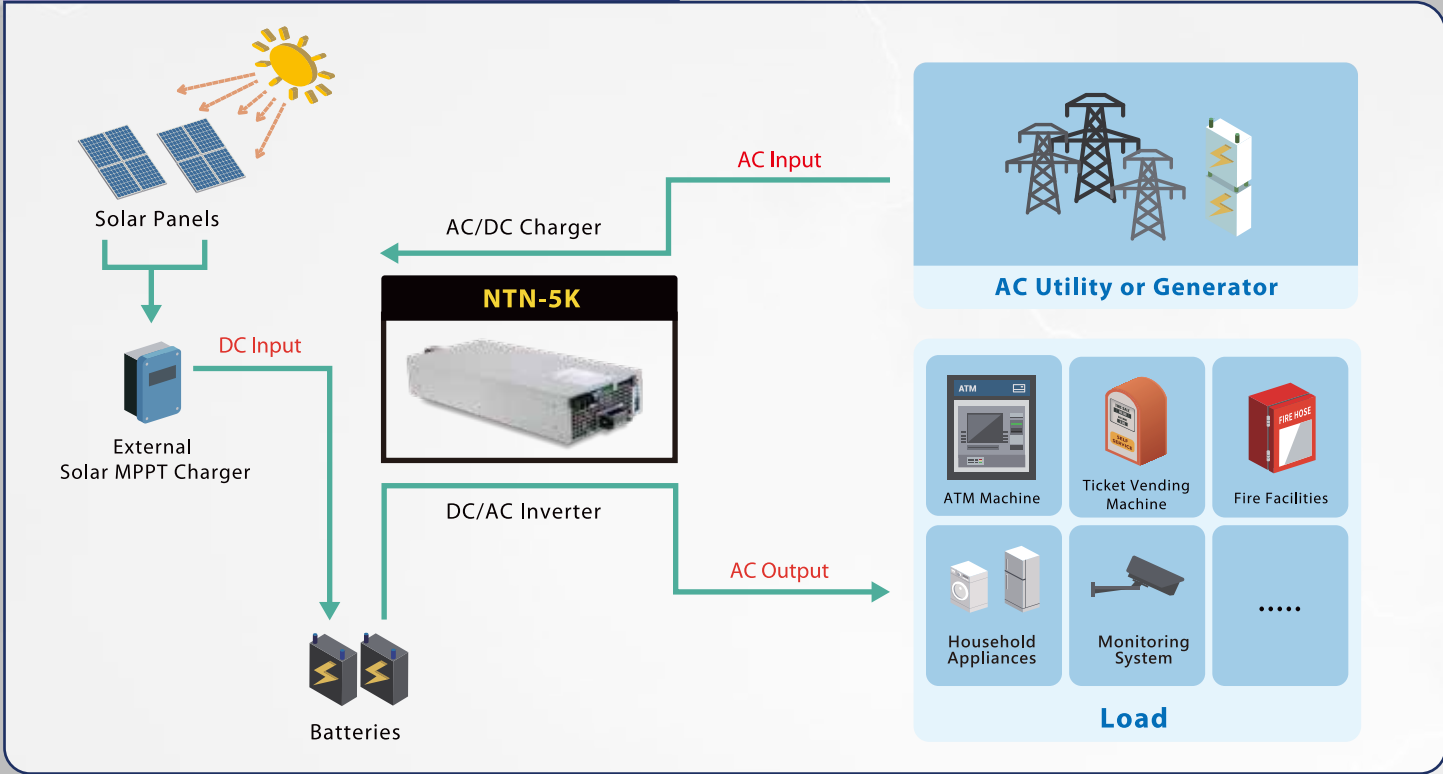 Solar Panels
DC Input
External
Solar MPPT Charger
Batteries
AC Input
AC/DC Charger
NTN-5K
DC/AC Inverter
AC Output
AC Utility or Generator
ATM
ATM Machine
SELF
SERVICE
Ticket Vending
Machine
FIRE HOSE
Fire Facilities
Household
Appliances
Monitoring
System
.....
Load